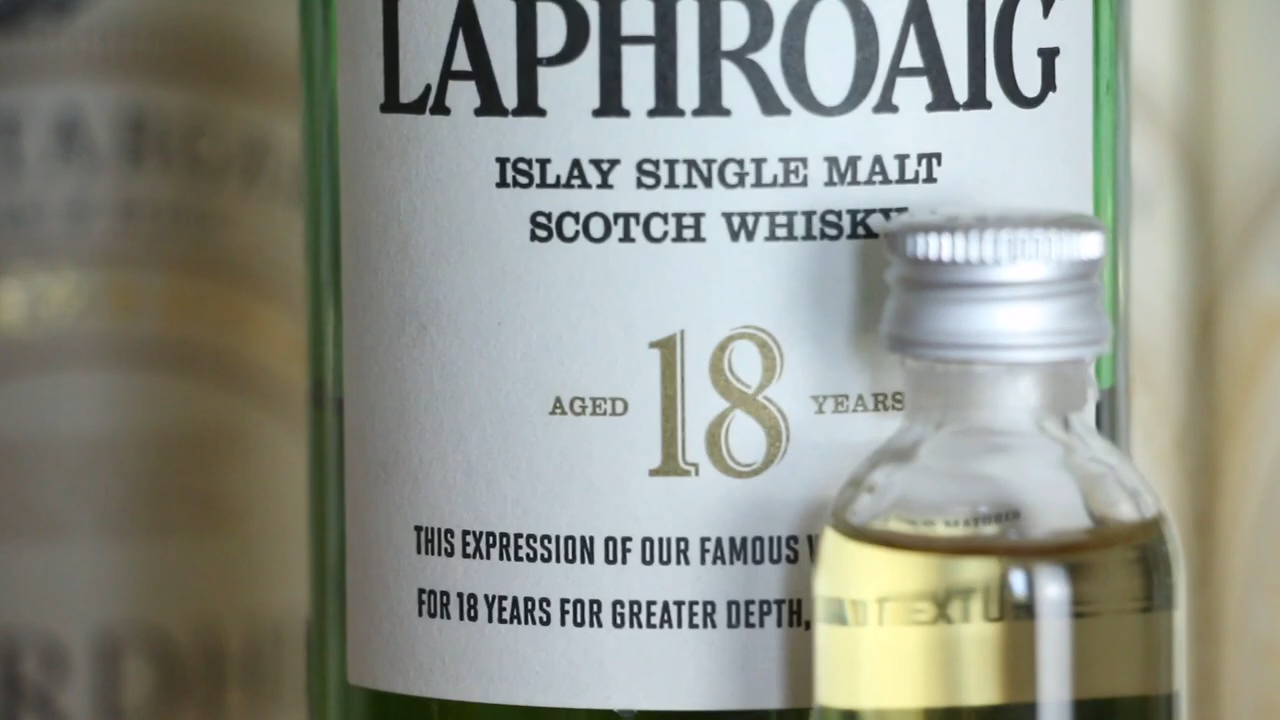 LAPHROAIG
ISLAY SINGLE MALT
SCOTCH WHISKY
AGED 18 YEARS
THIS EXPRESSION OF OUR FAMOUS
FOR 18 YEARS FOR GREATER DEPTH,
MATURED